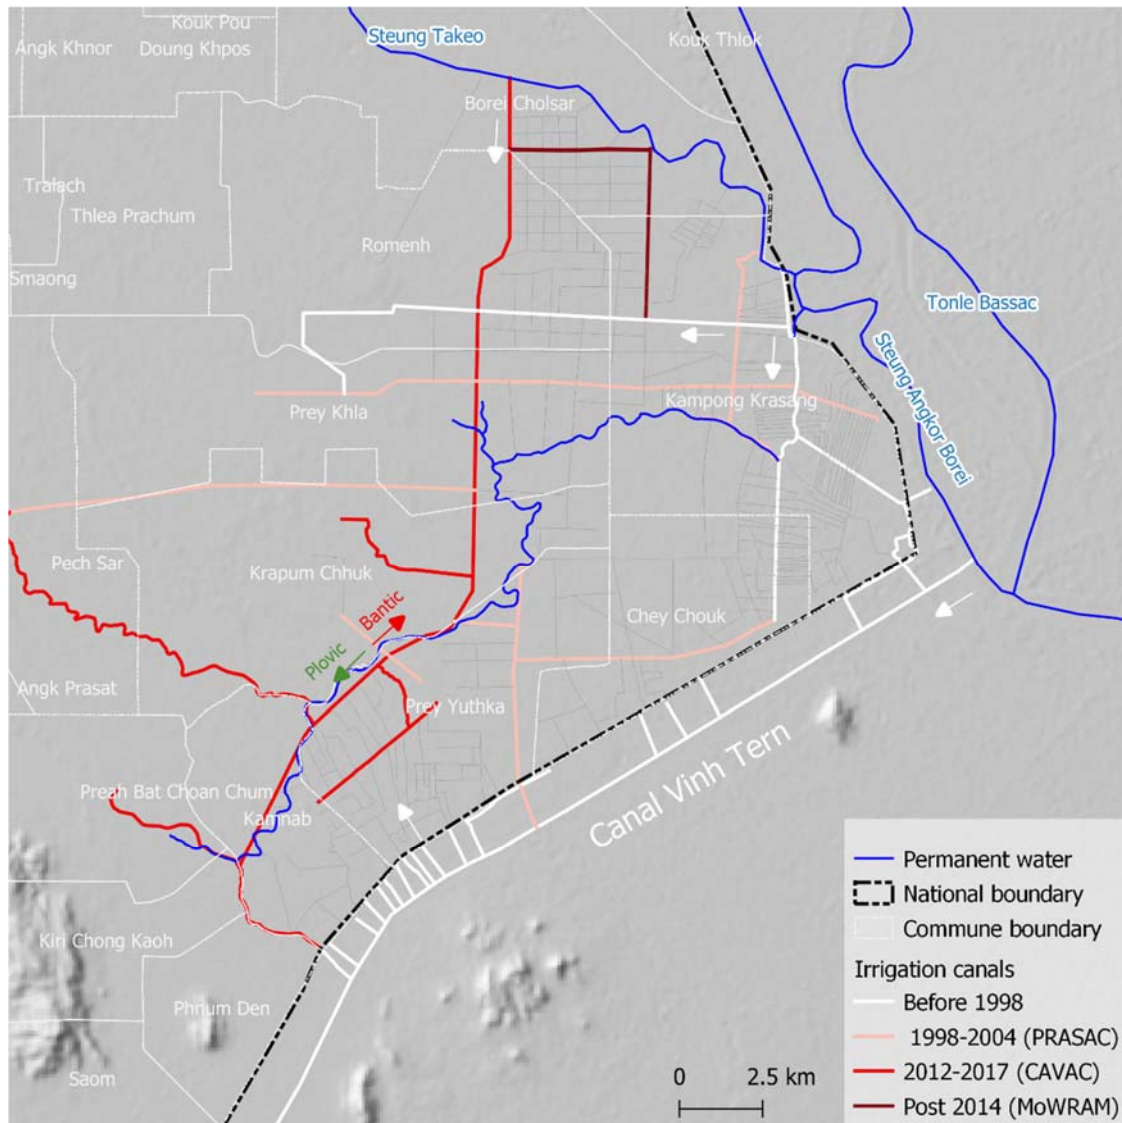 Kouk Pou
Steung Takeo
Kouk Thlok
Angk Khnor
Doung Khpos
Borei Cholsar
Tralach
Thlea Prachum
Romenh
Smaong
Tonle Bassac
Steung Angkor Borei
Prey Khla
Kampong Krasang
Pech Sar
Krapum Chhuk
Bantic
Chey Chouk
Plovic
Angk Prasat
Prey Yuthka
Preah Bat Choan Chum
Kamnab
Canal Vinh Tern
Kiri Chong Kaoh
Phnum Den
Saom
0 2.5 km
Permanent water
National boundary
Commune boundary
Irrigation canals
Before 1998
1998-2004 (PRASAC)
2012-2017 (CAVAC)
Post 2014 (MoWRAM)